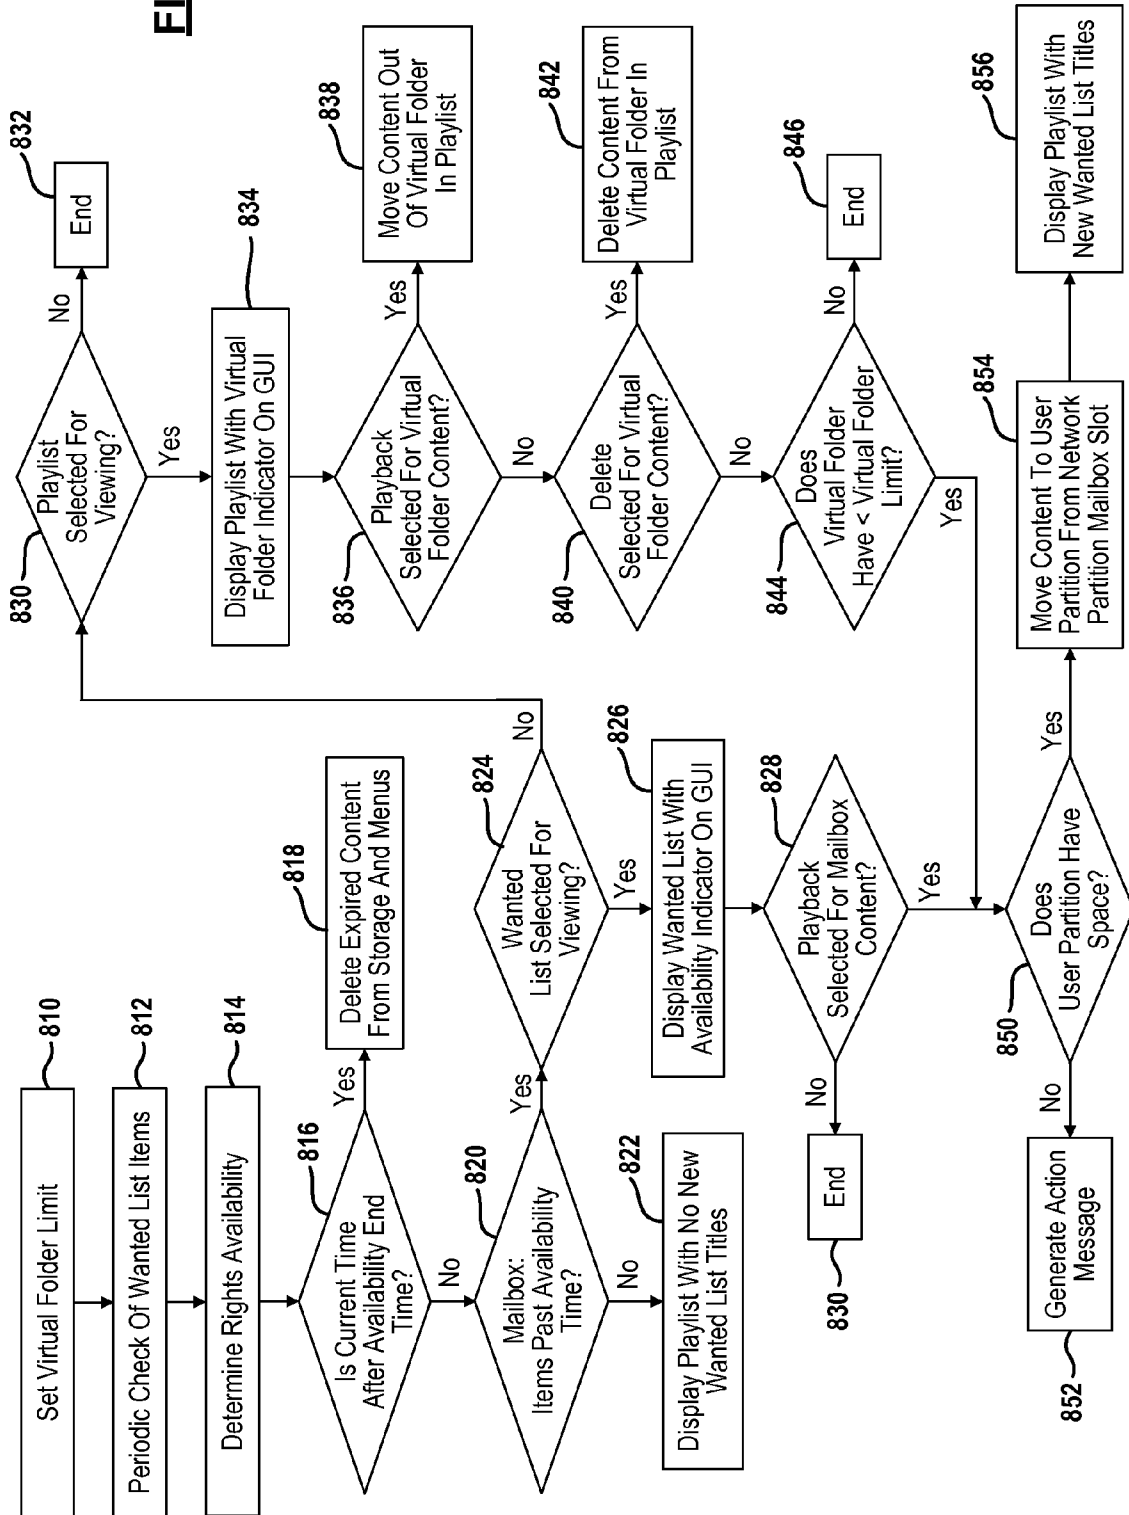 FI
810
Set Virtual Folder Limit
812
Periodic Check Of Wanted List Items
814
Determine Rights Availability
816
Is Current Time
After Availability End
Time?
Yes
No
818
Delete Expired Content
From Storage And Menus
820
Mailbox:
Items Past Availability
Time?
Yes
No
822
Display Playlist With No New
Wanted List Titles
824
Wanted
List Selected For
Viewing?
No
Yes
826
Display Wanted List With
Availability Indicator On GUI
828
Playback
Selected For Mailbox
Content?
No
Yes
End
830
830
Playlist
Selected For
Viewing?
No
Yes
832
End
834
Display Playlist With Virtual
Folder Indicator On GUI
836
Playback
Selected For Virtual
Folder Content?
Yes
No
838
Move Content Out
Of Virtual Folder
In Playlist
840
Delete
Selected For Virtual
Folder Content?
Yes
No
842
Delete Content From
Virtual Folder In
Playlist
844
Does
Virtual Folder
Have < Virtual Folder
Limit?
No
Yes
846
End
850
Does
User Partition Have
Space?
No
Yes
852
Generate Action
Message
854
Move Content To User
Partition From Network
Partition Mailbox Slot
856
Display Playlist With
New Wanted List Titles